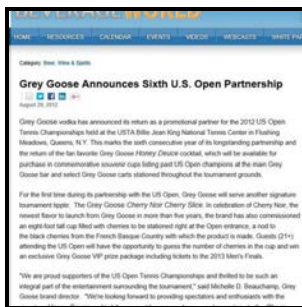 BEVERAGE WORLD
HOME RESOURCES CALENDAR EVENTS VIDEOS WEBCASTS WHITE PAP
Category: Beer, Wine & Spirits
Grey Goose Announces Sixth U.S. Open Partnership
August 28, 2012
Grey Goose vodka has announced its return as a promotional partner for the 2012 US Open
Tennis Championships held at the USTA Billie Jean King National Tennis Center in Flushing
Meadows, Queens, N.Y. This marks the sixth consecutive year of its longstanding partnership and
the return of the fan favorite Grey Goose Honey Deuce cocktail, which will be available for
purchase in commemorative souvenir cups listing past US Open champions at the main Grey
Goose bar and select Grey Goose carts stationed throughout the tournament grounds.
For the first time during its partnership with the US Open, Grey Goose will serve another signature
tournament tipple. The Grey Goose Cherry Noir Cherry Slice. In celebration of Cherry Noir, the
newest flavor to launch from Grey Goose in more than five years, the brand has also commissioned
an eight-foot tall cup filled with cherries to be stationed right at the Open entrance, a nod to
the black cherries from the French Basque Country with which the product is made. Guests (21+)
attending the US Open will have the opportunity to guess the number of cherries in the cup and win
an exclusive Grey Goose VIP prize package including tickets to the 2013 Men's Finals.
"We are proud supporters of the US Open Tennis Championships and thrilled to be such an
integral part of the entertainment surrounding the tournament," said Michelle D. Beauchamp, Grey
Goose brand director. "We're looking forward to providing spectators and enthusiasts with the